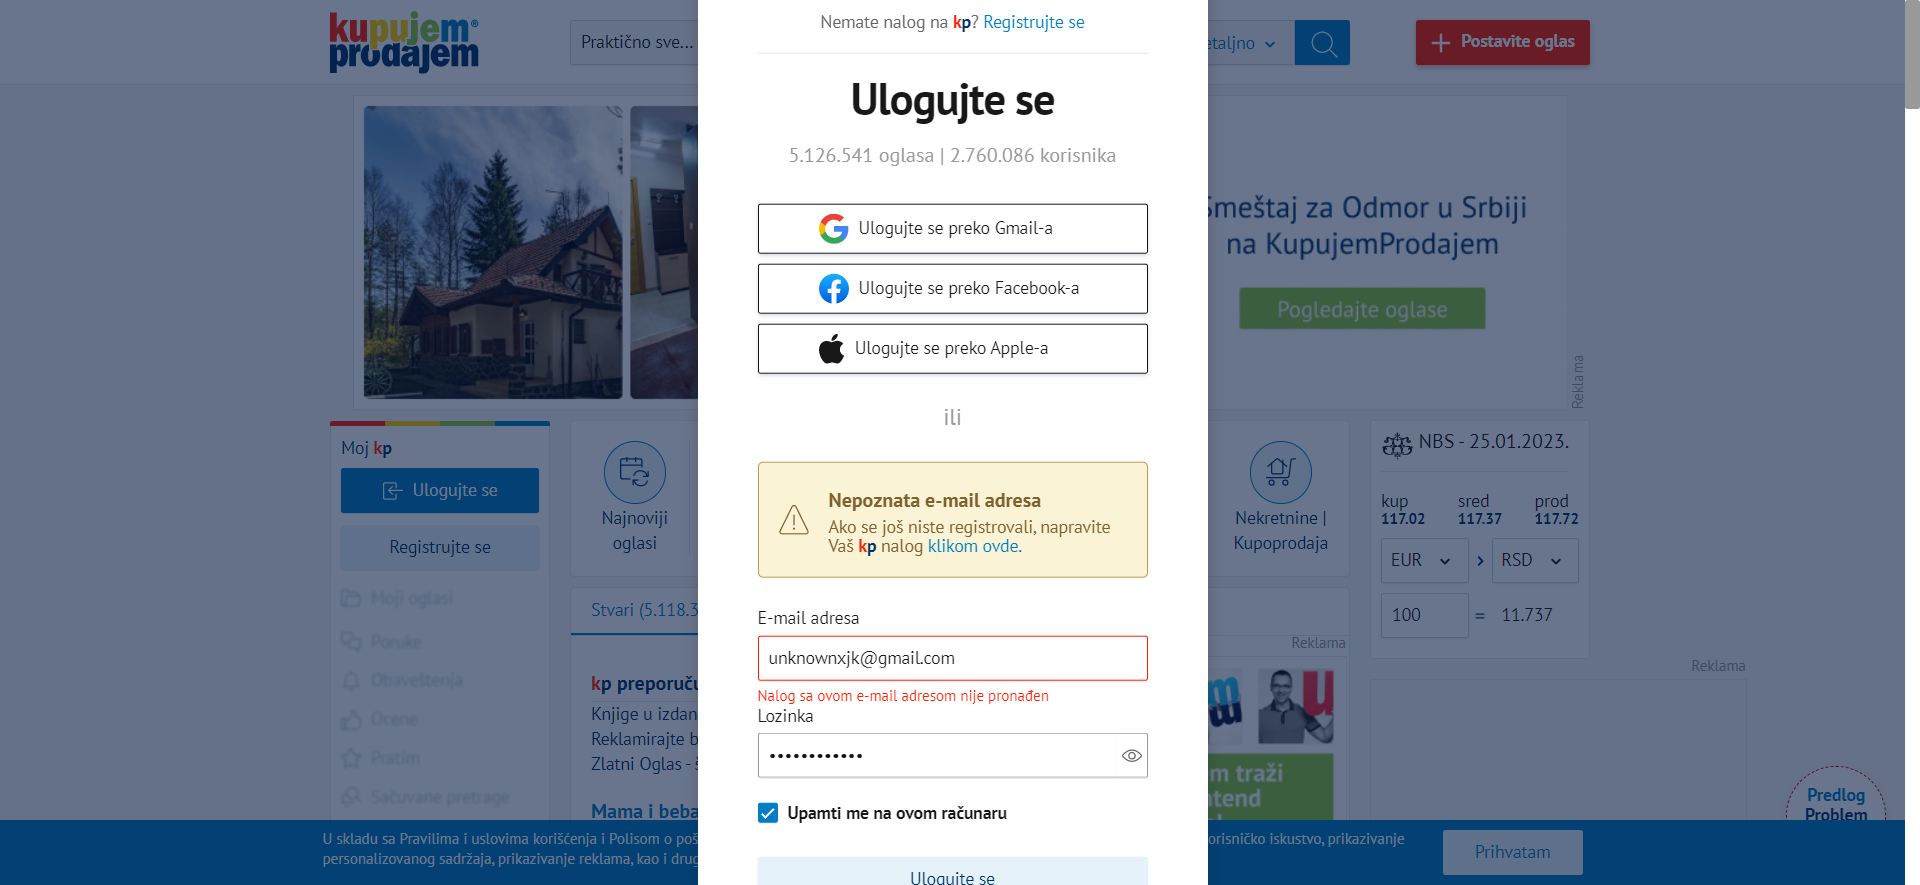 kupujem®
prodajem
Praktično sve...
etaljno
Postavite oglas
Nemate nalog na kp? Registrujte se
Ulogujte se
5.126.541 oglasa | 2.760.086 korisnika
Ulogujte se preko Gmail-a
Ulogujte se preko Facebook-a
Ulogujte se preko Apple-a
ili
Nepoznata e-mail adresa
Ako se još niste registrovali, napravite
Vaš kp nalog klikom ovde.
E-mail adresa
unknownxjk@gmail.com
Nalog sa ovom e-mail adresom nije pronađen
Lozinka
••••••••••••
Upamti me na ovom računaru
Ulogujte se
Smeštaj za Odmor u Srbiji
na KupujemProdajem
Pogledajte oglase
Reklama
Moj kp
Ulogujte se
Registrujte se
Moji oglasi
Poruke
Obaveštenja
Ocene
Pratim
Sačuvane pretrage
Najnoviji
oglasi
Stvari (5.118.3
kp preporuču
Knjige u izdan
Reklamirajte b
Zlatni Oglas - š
Mama i beba
Nekretnine |
Kupoprodaja
Reklama
m traži
tend
NBS - 25.01.2023.
kup sred prod
117.02 117.37 117.72
EUR > RSD
100 = 11.737
Reklama
Predlog
Problem
U skladu sa Pravilima i uslovima korišćenja i Polisom o poš
orisničko iskustvo, prikazivanje
personalizovanog sadržaja, prikazivanje reklama, kao i drug
Prihvatam